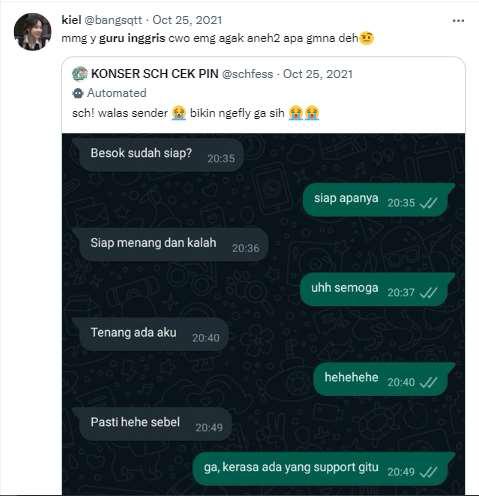 kiel @bangsqtt · Oct 25, 2021
mmg y guru inggris cwo emg agak aneh2 apa gmna deh🤨
KONSER SCH CEK PIN @schfess · Oct 25, 2021
Automated
sch! walas sender 😭 bikin ngefly ga sih 😭😭
Besok sudah siap? 20:35
siap apanya 20:35
Siap menang dan kalah 20:36
uhh semoga 20:37
Tenang ada aku 20:40
hehehehe 20:40
Pasti hehe sebel 20:49
ga, kerasa ada yang support gitu 20:49